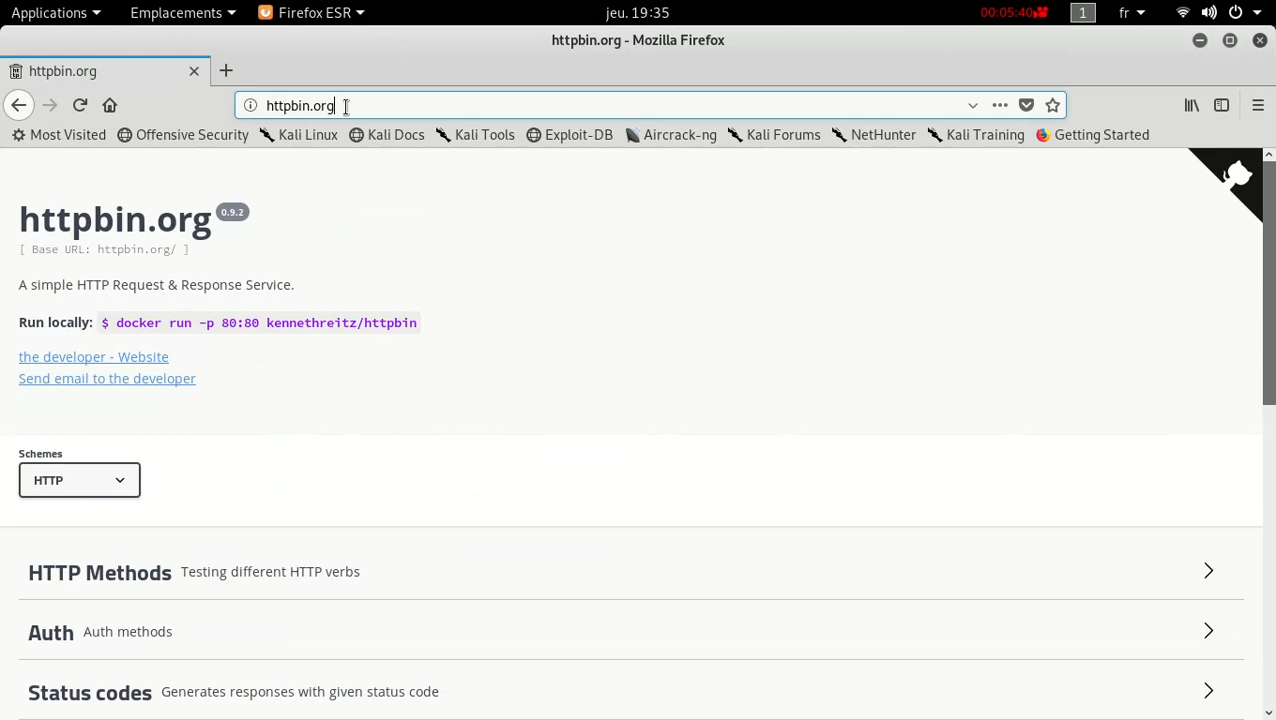 Applications Emplacements Firefox ESR jeu. 19:35 00:05:40 1 fr
httpbin.org - Mozilla Firefox
httpbin.org
httpbin.org
Most Visited Offensive Security Kali Linux Kali Docs Kali Tools Exploit-DB Aircrack-ng Kali Forums NetHunter Kali Training Getting Started
httpbin.org 0.9.2
[ Base URL: httpbin.org/ ]
A simple HTTP Request & Response Service.
Run locally: $ docker run -p 80:80 kennethreitz/httpbin
the developer - Website
Send email to the developer
Schemes
HTTP
HTTP Methods Testing different HTTP verbs
Auth Auth methods
Status codes Generates responses with given status code